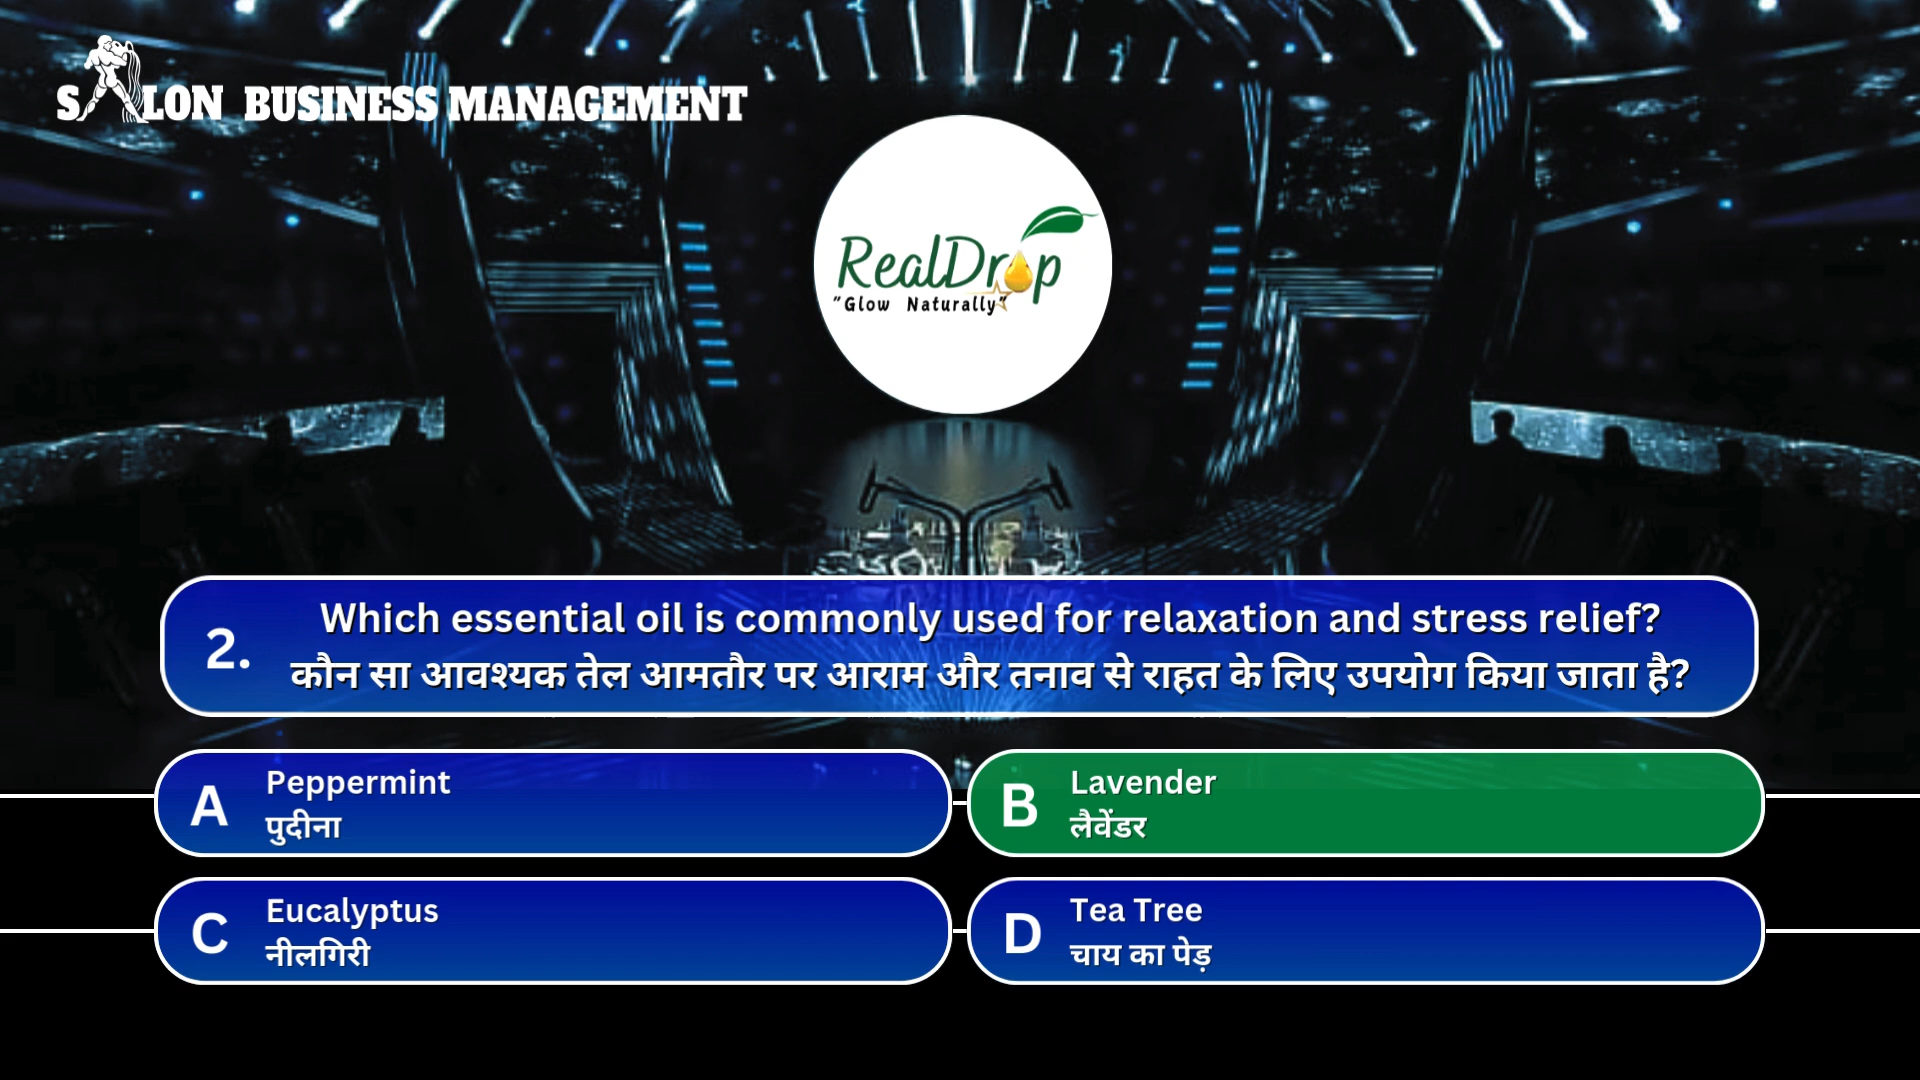 SALON BUSINESS MANAGEMENT
RealDrop
"Glow Naturally"
2.
Which essential oil is commonly used for relaxation and stress relief?
कौन सा आवश्यक तेल आमतौर पर आराम और तनाव से राहत के लिए उपयोग किया जाता है?
A
Peppermint
पुदीना
B
Lavender
लैवेंडर
C
Eucalyptus
नीलगिरी
D
Tea Tree
चाय का पेड़